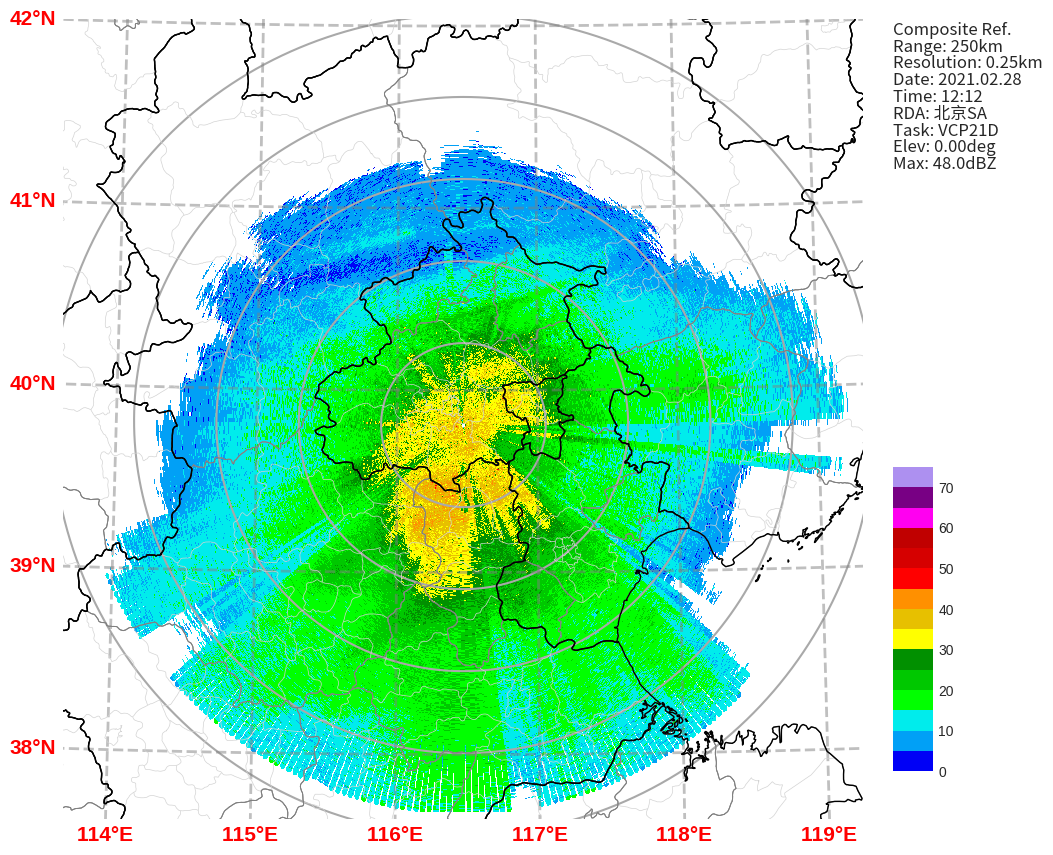 42°N
41°N
40°N
39°N
38°N
114°E
115°E
116°E
117°E
118°E
119°E
Composite Ref.
Range: 250km
Resolution: 0.25km
Date: 2021.02.28
Time: 12:12
RDA: 北京SA
Task: VCP21D
Elev: 0.00deg
Max: 48.0dBZ
70
60
50
40
30
20
10
0